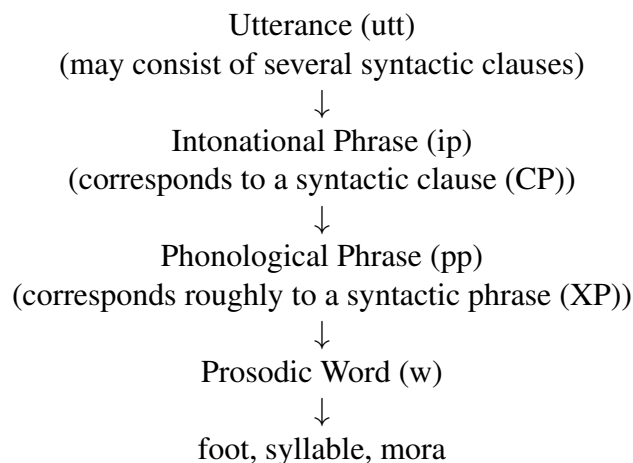 Utterance (utt)
(may consist of several syntactic clauses)
↓
Intonational Phrase (ip)
(corresponds to a syntactic clause (CP))
↓
Phonological Phrase (pp)
(corresponds roughly to a syntactic phrase (XP))
↓
Prosodic Word (w)
↓
foot, syllable, mora